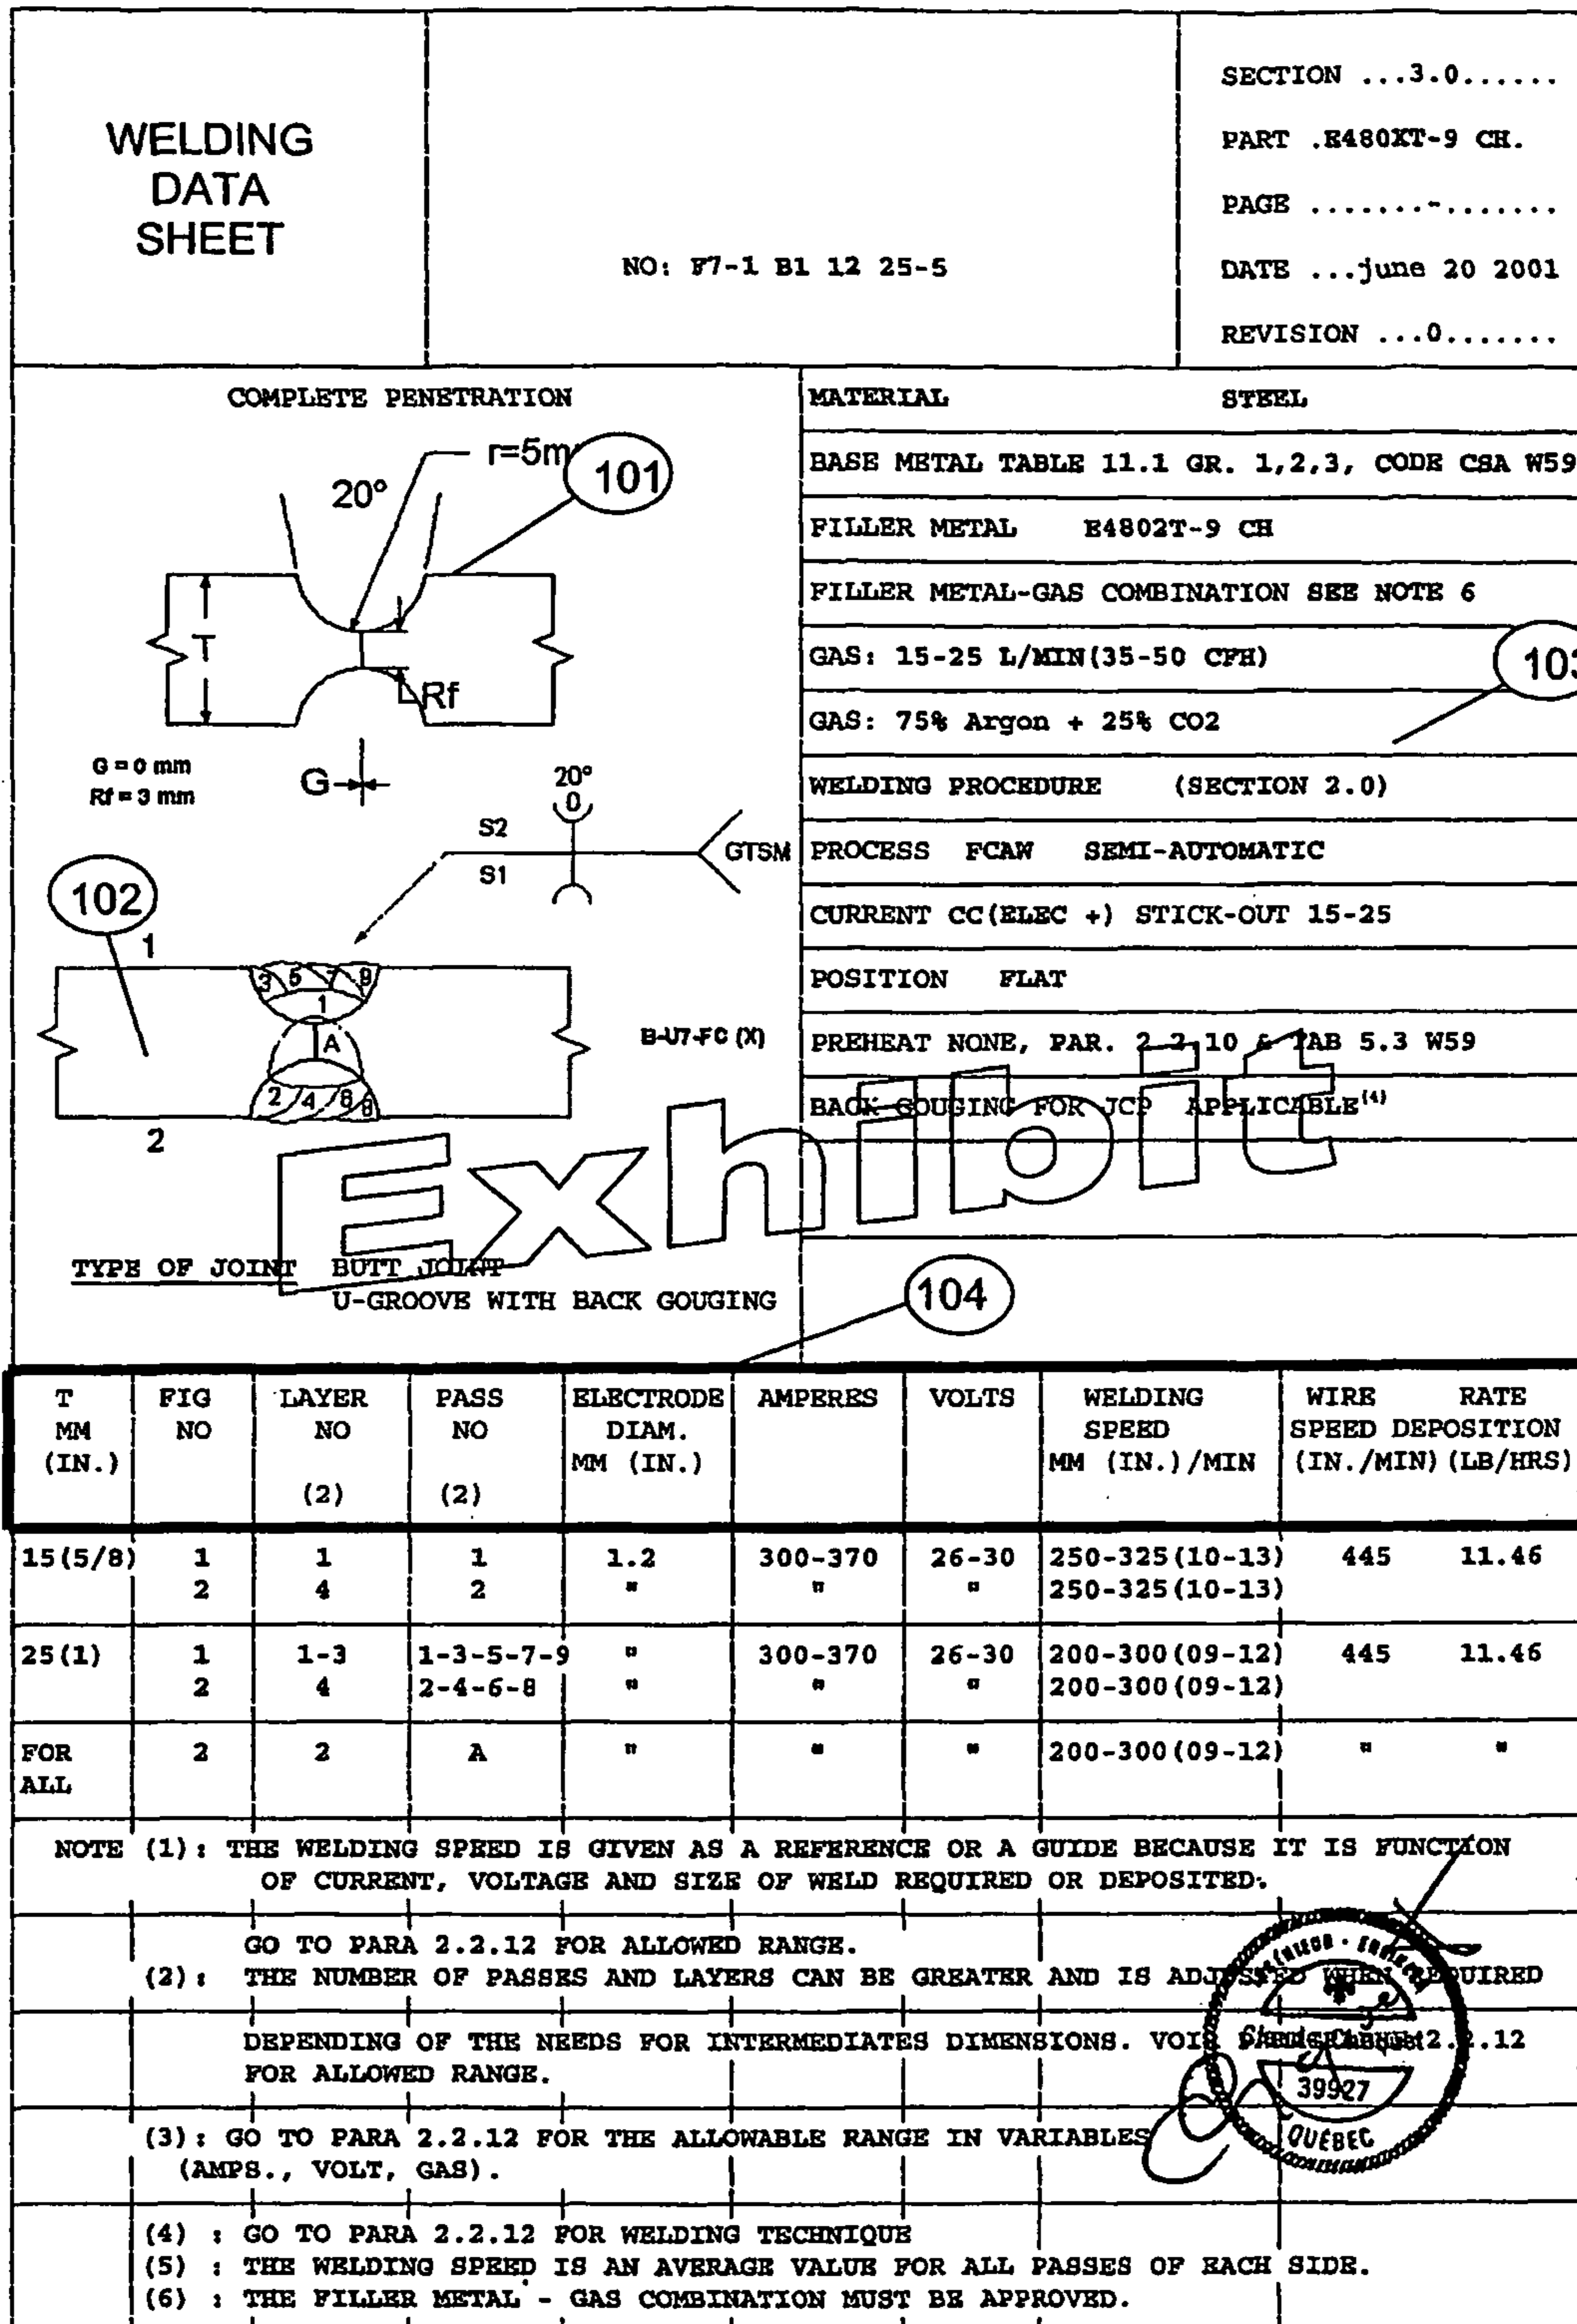 WELDING
DATA
SHEET
NO: F7-1 B1 12 25-5
SECTION ...3.0......
PART .E480XT-9 CH.
PAGE .......-.......
DATE ...june 20 2001
REVISION ...0.......
COMPLETE PENETRATION
r=5m
101
20°
T
Rf
G = 0 mm
Rf = 3 mm
G
20°
0
S2
S1
GTSM
102
1
3 5 7 9
1
A
2 4 6 8
2
B-U7-FC (X)
TYPE OF JOINT BUTT JOINT
U-GROOVE WITH BACK GOUGING
MATERIAL STEEL
BASE METAL TABLE 11.1 GR. 1,2,3, CODE CSA W59
FILLER METAL E4802T-9 CH
FILLER METAL-GAS COMBINATION SEE NOTE 6
GAS: 15-25 L/MIN(35-50 CFH)
103
GAS: 75% Argon + 25% CO2
WELDING PROCEDURE (SECTION 2.0)
PROCESS FCAW SEMI-AUTOMATIC
CURRENT CC(ELEC +) STICK-OUT 15-25
POSITION FLAT
PREHEAT NONE, PAR. 2.2.10 & TAB 5.3 W59
BACK-GOUGING FOR JCP APPLICABLE(4)
Exhibit
104
T FIG LAYER PASS ELECTRODE AMPERES VOLTS WELDING WIRE RATE
MM NO NO NO DIAM. SPEED SPEED DEPOSITION
(IN.) MM (IN.) MM (IN.)/MIN (IN./MIN) (LB/HRS)
(2) (2)
15(5/8) 1 1 1 1.2 300-370 26-30 250-325(10-13) 445 11.46
2 4 2 " " " 250-325(10-13)
25(1) 1 1-3 1-3-5-7-9 " 300-370 26-30 200-300(09-12) 445 11.46
2 4 2-4-6-8 " " " 200-300(09-12)
FOR 2 2 A " " " 200-300(09-12) " "
ALL
NOTE (1): THE WELDING SPEED IS GIVEN AS A REFERENCE OR A GUIDE BECAUSE IT IS FUNCTION
OF CURRENT, VOLTAGE AND SIZE OF WELD REQUIRED OR DEPOSITED.
GO TO PARA 2.2.12 FOR ALLOWED RANGE.
(2): THE NUMBER OF PASSES AND LAYERS CAN BE GREATER AND IS ADJUSTED WHEN REQUIRED
DEPENDING OF THE NEEDS FOR INTERMEDIATES DIMENSIONS. VOIR 2.2.12
FOR ALLOWED RANGE.
39927
QUÉBEC
(3): GO TO PARA 2.2.12 FOR THE ALLOWABLE RANGE IN VARIABLES
(AMPS., VOLT, GAS).
(4) : GO TO PARA 2.2.12 FOR WELDING TECHNIQUE
(5) : THE WELDING SPEED IS AN AVERAGE VALUE FOR ALL PASSES OF EACH SIDE.
(6) : THE FILLER METAL - GAS COMBINATION MUST BE APPROVED.